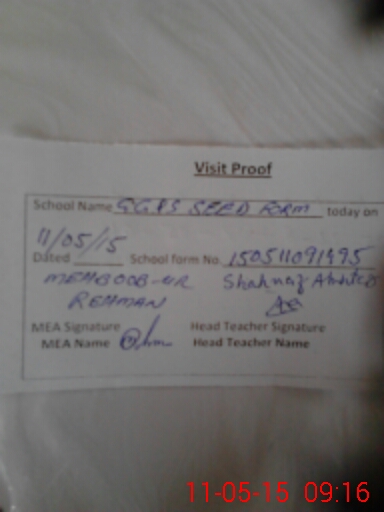 Visit Proof
School Name GGPS SEED FORM today on
11/05/15
Dated School form No. 150511091495
MEHBOOB-UR Shahnaz Akhter
REHMAN
MEA Signature Head Teacher Signature
MEA Name Head Teacher Name
11-05-15 09:16